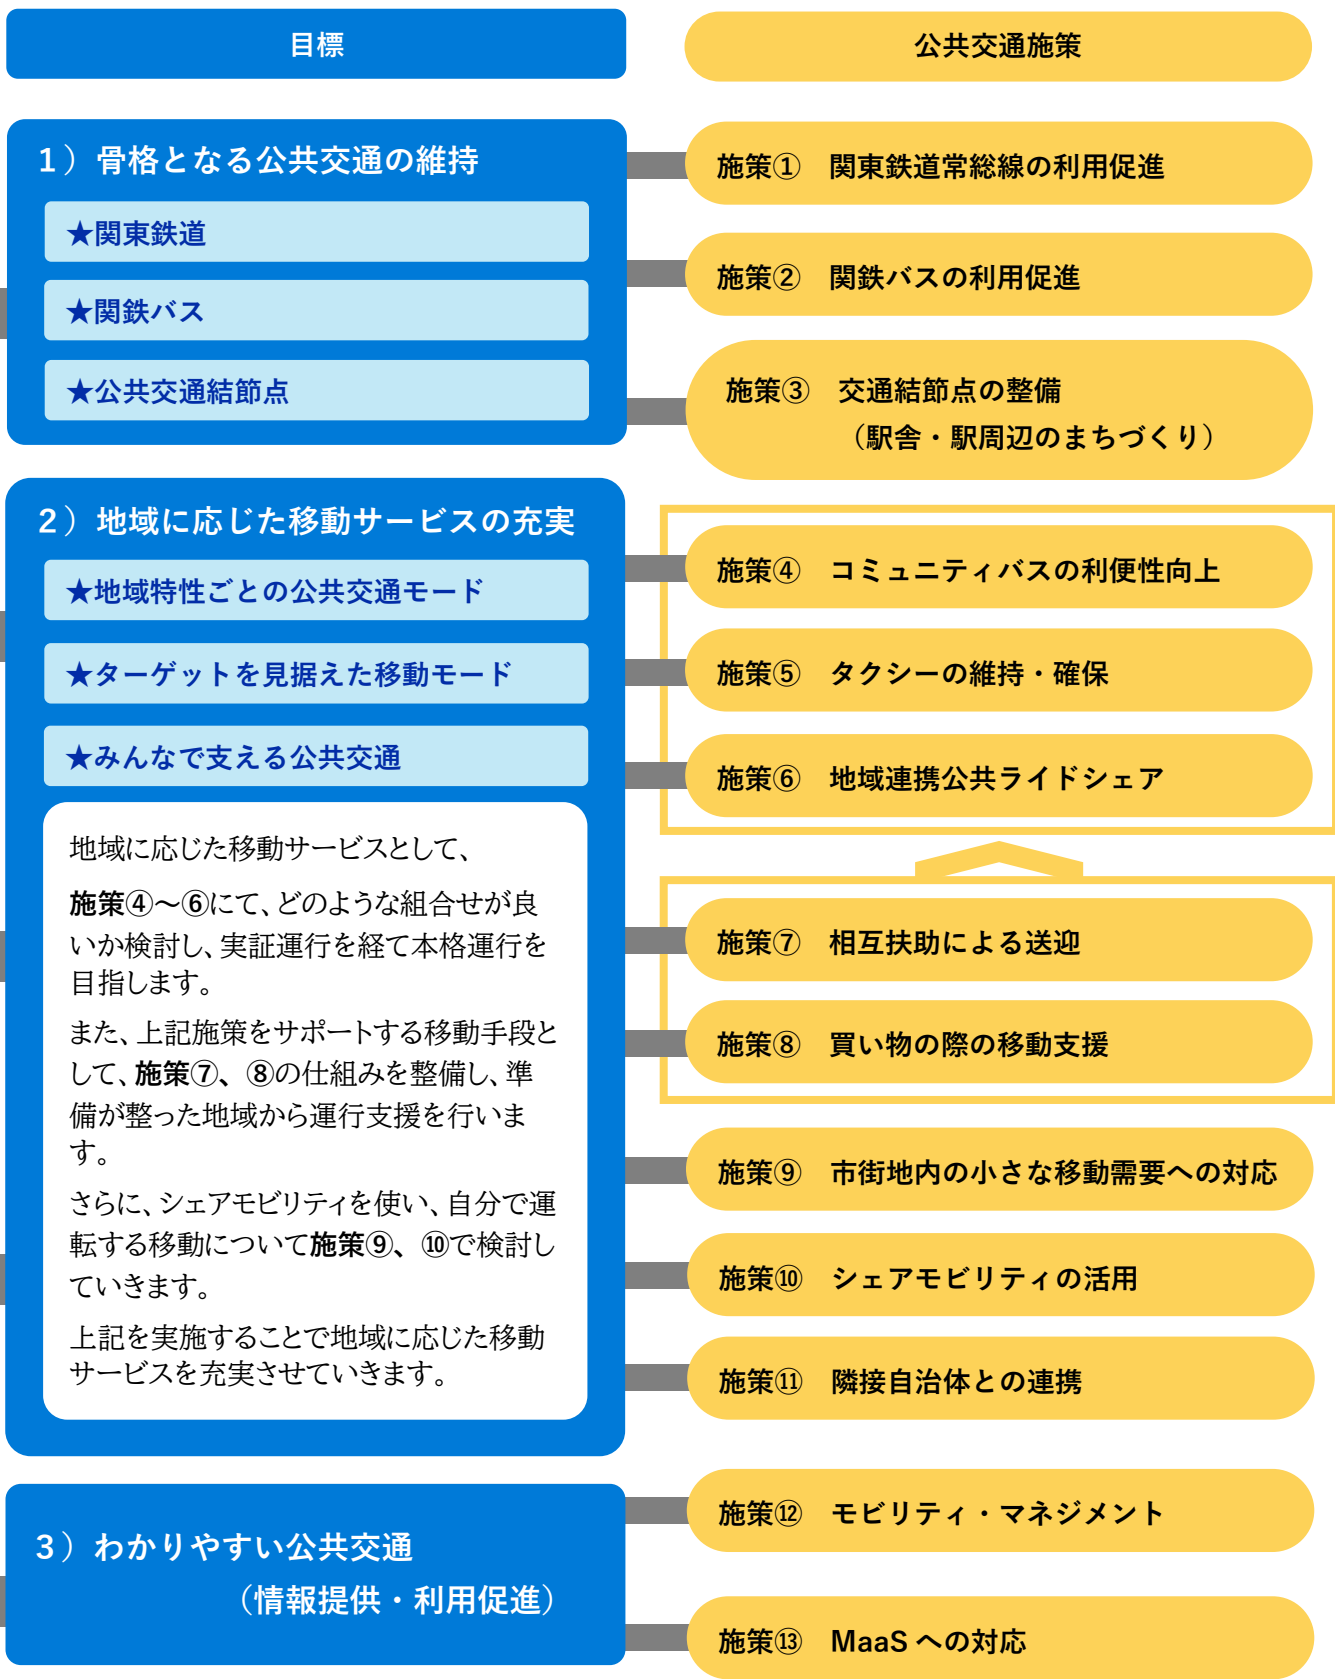 目標
公共交通施策
１）骨格となる公共交通の維持
★関東鉄道
★関鉄バス
★公共交通結節点
施策①　関東鉄道常総線の利用促進
施策②　関鉄バスの利用促進
施策③　交通結節点の整備
（駅舎・駅周辺のまちづくり）
２）地域に応じた移動サービスの充実
★地域特性ごとの公共交通モード
★ターゲットを見据えた移動モード
★みんなで支える公共交通
地域に応じた移動サービスとして、
施策④～⑥にて、どのような組合せが良
いか検討し、実証運行を経て本格運行を
目指します。
また、上記施策をサポートする移動手段と
して、施策⑦、⑧の仕組みを整備し、準
備が整った地域から運行支援を行いま
す。
さらに、シェアモビリティを使い、自分で運
転する移動について施策⑨、⑩で検討し
ていきます。
上記を実施することで地域に応じた移動
サービスを充実させていきます。
施策④　コミュニティバスの利便性向上
施策⑤　タクシーの維持・確保
施策⑥　地域連携公共ライドシェア
施策⑦　相互扶助による送迎
施策⑧　買い物の際の移動支援
施策⑨　市街地内の小さな移動需要への対応
施策⑩　シェアモビリティの活用
施策⑪　隣接自治体との連携
３）わかりやすい公共交通
（情報提供・利用促進）
施策⑫　モビリティ・マネジメント
施策⑬　MaaS への対応